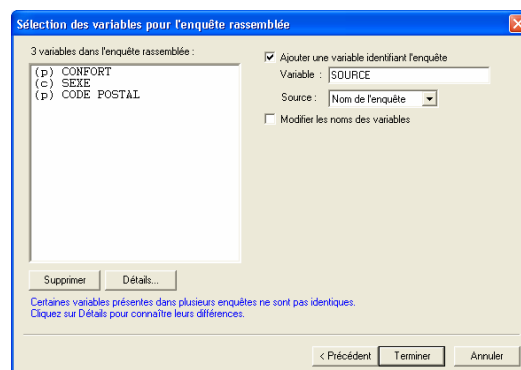 Sélection des variables pour l'enquête rassemblée
3 variables dans l'enquête rassemblée :
(p) CONFORT
(c) SEXE
(p) CODE POSTAL
Ajouter une variable identifiant l'enquête
Variable : SOURCE
Source : Nom de l'enquête
Modifier les noms des variables
Supprimer Détails...
Certaines variables présentes dans plusieurs enquêtes ne sont pas identiques.
Cliquez sur Détails pour connaître leurs différences.
< Précédent Terminer Annuler